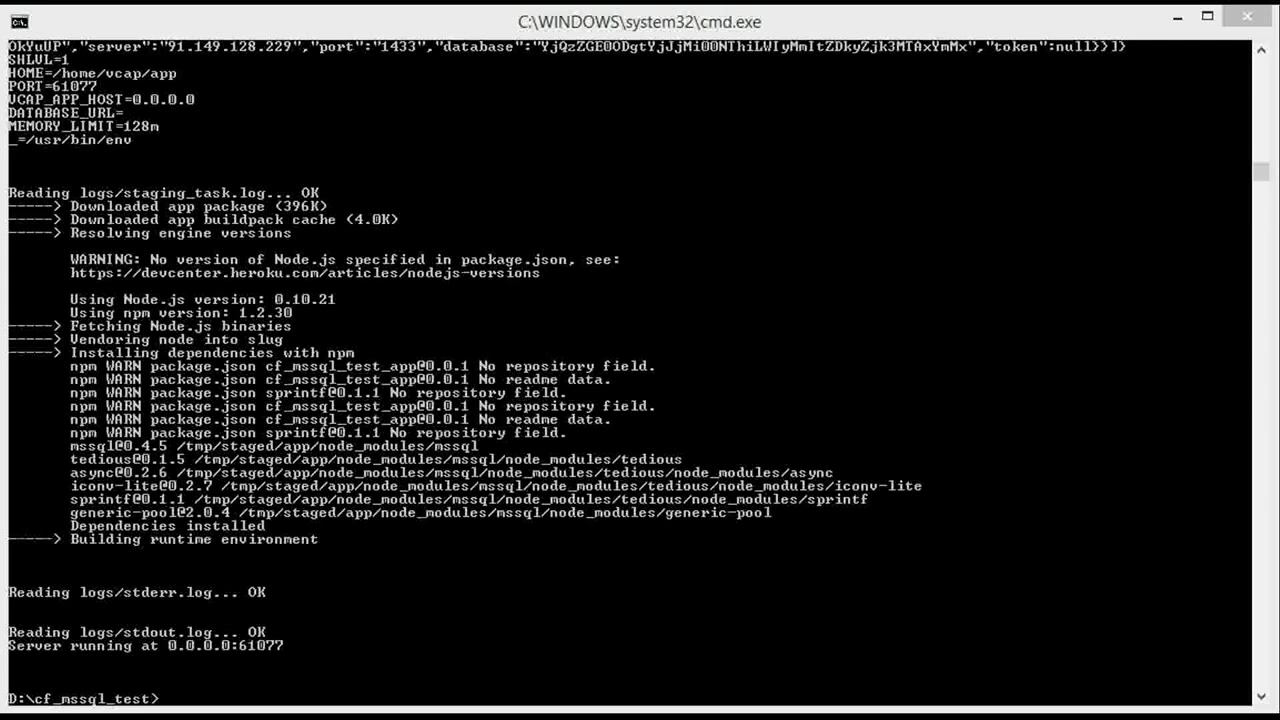 C:\WINDOWS\system32\cmd.exe
OkYuUP","server":"91.149.128.229","port":"1433","database":"YjQzZGE0ODgtYjJjMi00NThiLWIyMmItZDkyZjk3MTAxYmMx","token":null}}]}
SHLVL=1
HOME=/home/vcap/app
PORT=61077
VCAP_APP_HOST=0.0.0.0
DATABASE_URL=
MEMORY_LIMIT=128m
_=/usr/bin/env
Reading logs/staging_task.log... OK
-----> Downloaded app package (396K)
-----> Downloaded app buildpack cache (4.0K)
-----> Resolving engine versions
WARNING: No version of Node.js specified in package.json, see:
https://devcenter.heroku.com/articles/nodejs-versions
Using Node.js version: 0.10.21
Using npm version: 1.2.30
-----> Fetching Node.js binaries
-----> Vendoring node into slug
-----> Installing dependencies with npm
npm WARN package.json cf_mssql_test_app@0.0.1 No repository field.
npm WARN package.json cf_mssql_test_app@0.0.1 No readme data.
npm WARN package.json sprintf@0.1.1 No repository field.
npm WARN package.json cf_mssql_test_app@0.0.1 No repository field.
npm WARN package.json cf_mssql_test_app@0.0.1 No readme data.
npm WARN package.json sprintf@0.1.1 No repository field.
mssql@0.4.5 /tmp/staged/app/node_modules/mssql
tedious@0.1.5 /tmp/staged/app/node_modules/mssql/node_modules/tedious
async@0.2.6 /tmp/staged/app/node_modules/mssql/node_modules/tedious/node_modules/async
iconv-lite@0.2.7 /tmp/staged/app/node_modules/mssql/node_modules/tedious/node_modules/iconv-lite
sprintf@0.1.1 /tmp/staged/app/node_modules/mssql/node_modules/tedious/node_modules/sprintf
generic-pool@2.0.4 /tmp/staged/app/node_modules/mssql/node_modules/generic-pool
Dependencies installed
-----> Building runtime environment
Reading logs/stderr.log... OK
Reading logs/stdout.log... OK
Server running at 0.0.0.0:61077
D:\cf_mssql_test>